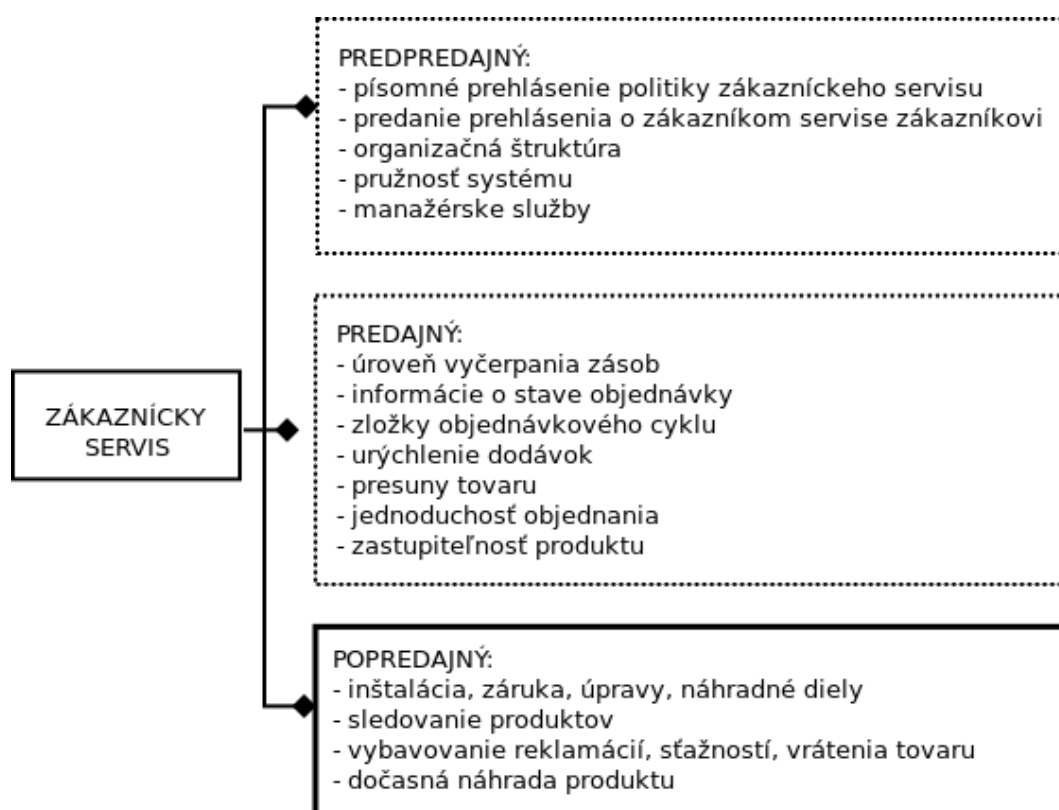 PREDPREDAJNÝ:
- písomné prehlásenie politiky zákazníckeho servisu
- predanie prehlásenia o zákazníkom servise zákazníkovi
- organizačná štruktúra
- pružnosť systému
- manažérske služby
ZÁKAZNÍCKY
SERVIS
PREDAJNÝ:
- úroveň vyčerpania zásob
- informácie o stave objednávky
- zložky objednávkového cyklu
- urýchlenie dodávok
- presuny tovaru
- jednoduchosť objednania
- zastupiteľnosť produktu
POPREDAJNÝ:
- inštalácia, záruka, úpravy, náhradné diely
- sledovanie produktov
- vybavovanie reklamácií, sťažností, vrátenia tovaru
- dočasná náhrada produktu